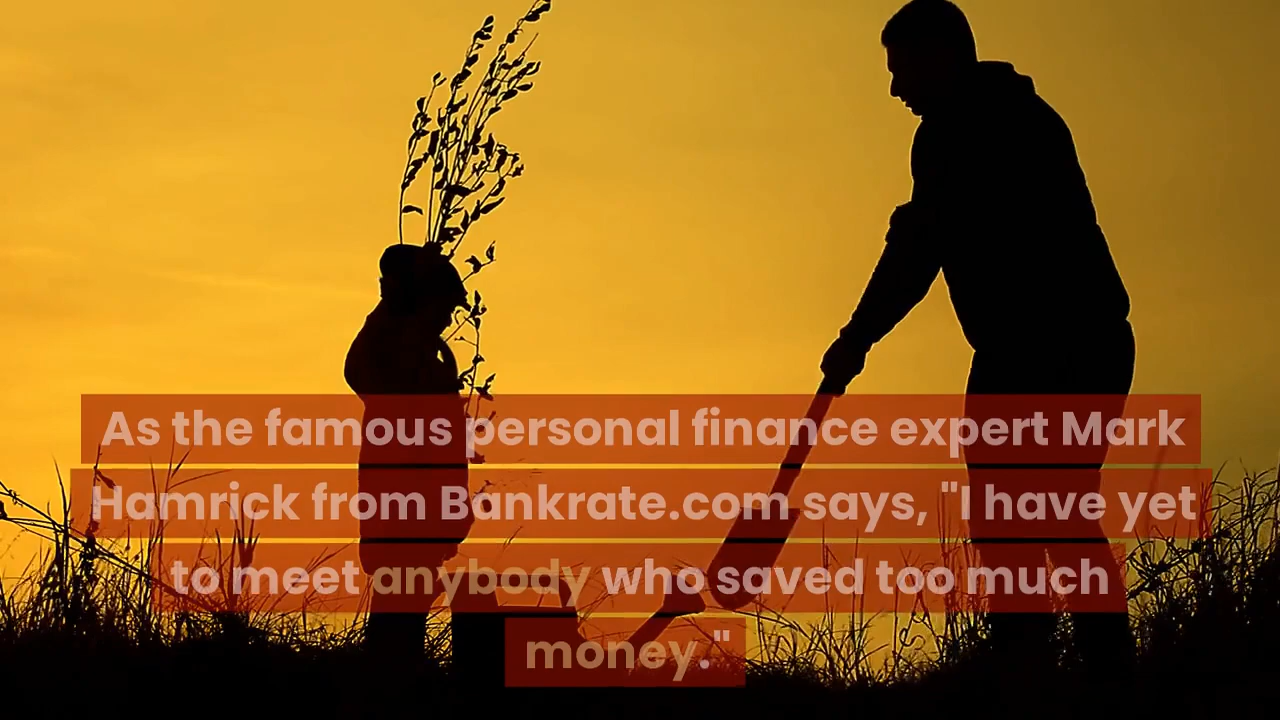 As the famous personal finance expert Mark
Hamrick from Bankrate.com says, "I have yet
to meet anybody who saved too much
money."